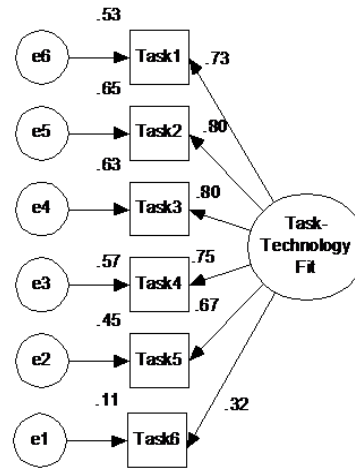 .53
e6 Task1 .73
.65
e5 Task2 .80
.63
e4 Task3 .80
Task-
Technology
Fit
.57 .75
e3 Task4
.67
.45
e2 Task5
.11 .32
e1 Task6